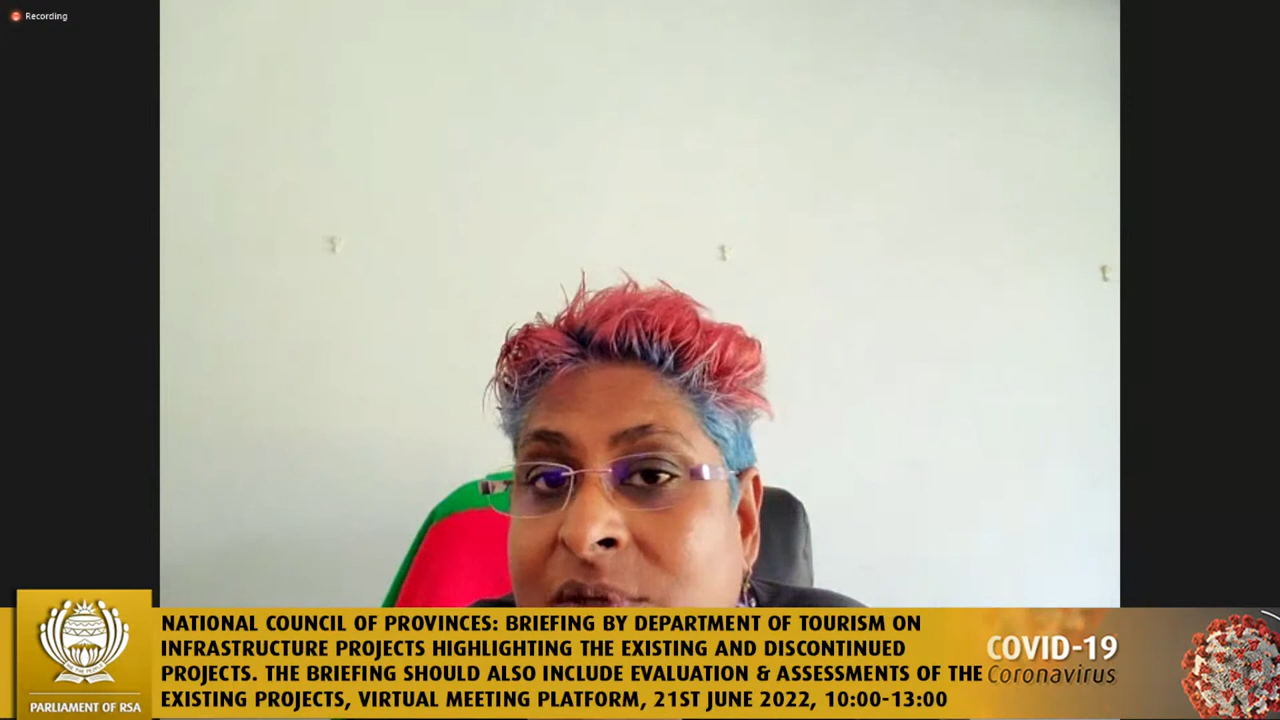 Recording
NATIONAL COUNCIL OF PROVINCES: BRIEFING BY DEPARTMENT OF TOURISM ON
INFRASTRUCTURE PROJECTS HIGHLIGHTING THE EXISTING AND DISCONTINUED
PROJECTS. THE BRIEFING SHOULD ALSO INCLUDE EVALUATION & ASSESSMENTS OF THE
EXISTING PROJECTS, VIRTUAL MEETING PLATFORM, 21ST JUNE 2022, 10:00-13:00
PARLIAMENT OF RSA
COVID-19
Coronavirus